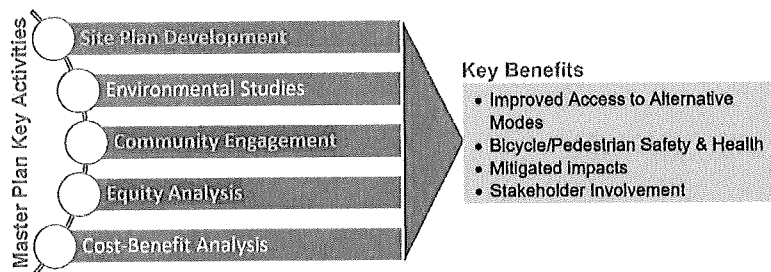 Master Plan Key Activities
Site Plan Development
Environmental Studies
Community Engagement
Equity Analysis
Cost-Benefit Analysis
Key Benefits
• Improved Access to Alternative
Modes
• Bicycle/Pedestrian Safety & Health
• Mitigated Impacts
• Stakeholder Involvement